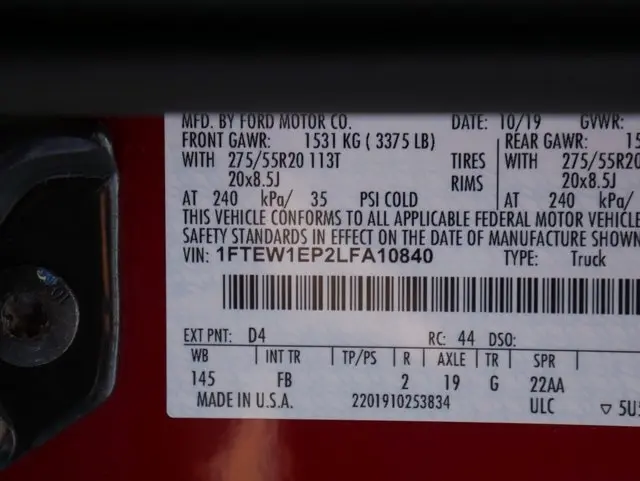 MFD. BY FORD MOTOR CO. DATE: 10/19 GVWR:
FRONT GAWR: 1531 KG ( 3375 LB) REAR GAWR: 15
WITH 275/55R20 113T TIRES WITH 275/55R20
20x8.5J RIMS 20x8.5J
AT 240 kPa/ 35 PSI COLD AT 240 kPa/
THIS VEHICLE CONFORMS TO ALL APPLICABLE FEDERAL MOTOR VEHICLE
SAFETY STANDARDS IN EFFECT ON THE DATE OF MANUFACTURE SHOWN
VIN: 1FTEW1EP2LFA10840 TYPE: Truck
EXT PNT: D4 RC: 44 DSO:
WB INT TR TP/PS R AXLE TR SPR
145 FB 2 19 G 22AA
MADE IN U.S.A. 2201910253834 ULC ▽ 5U5